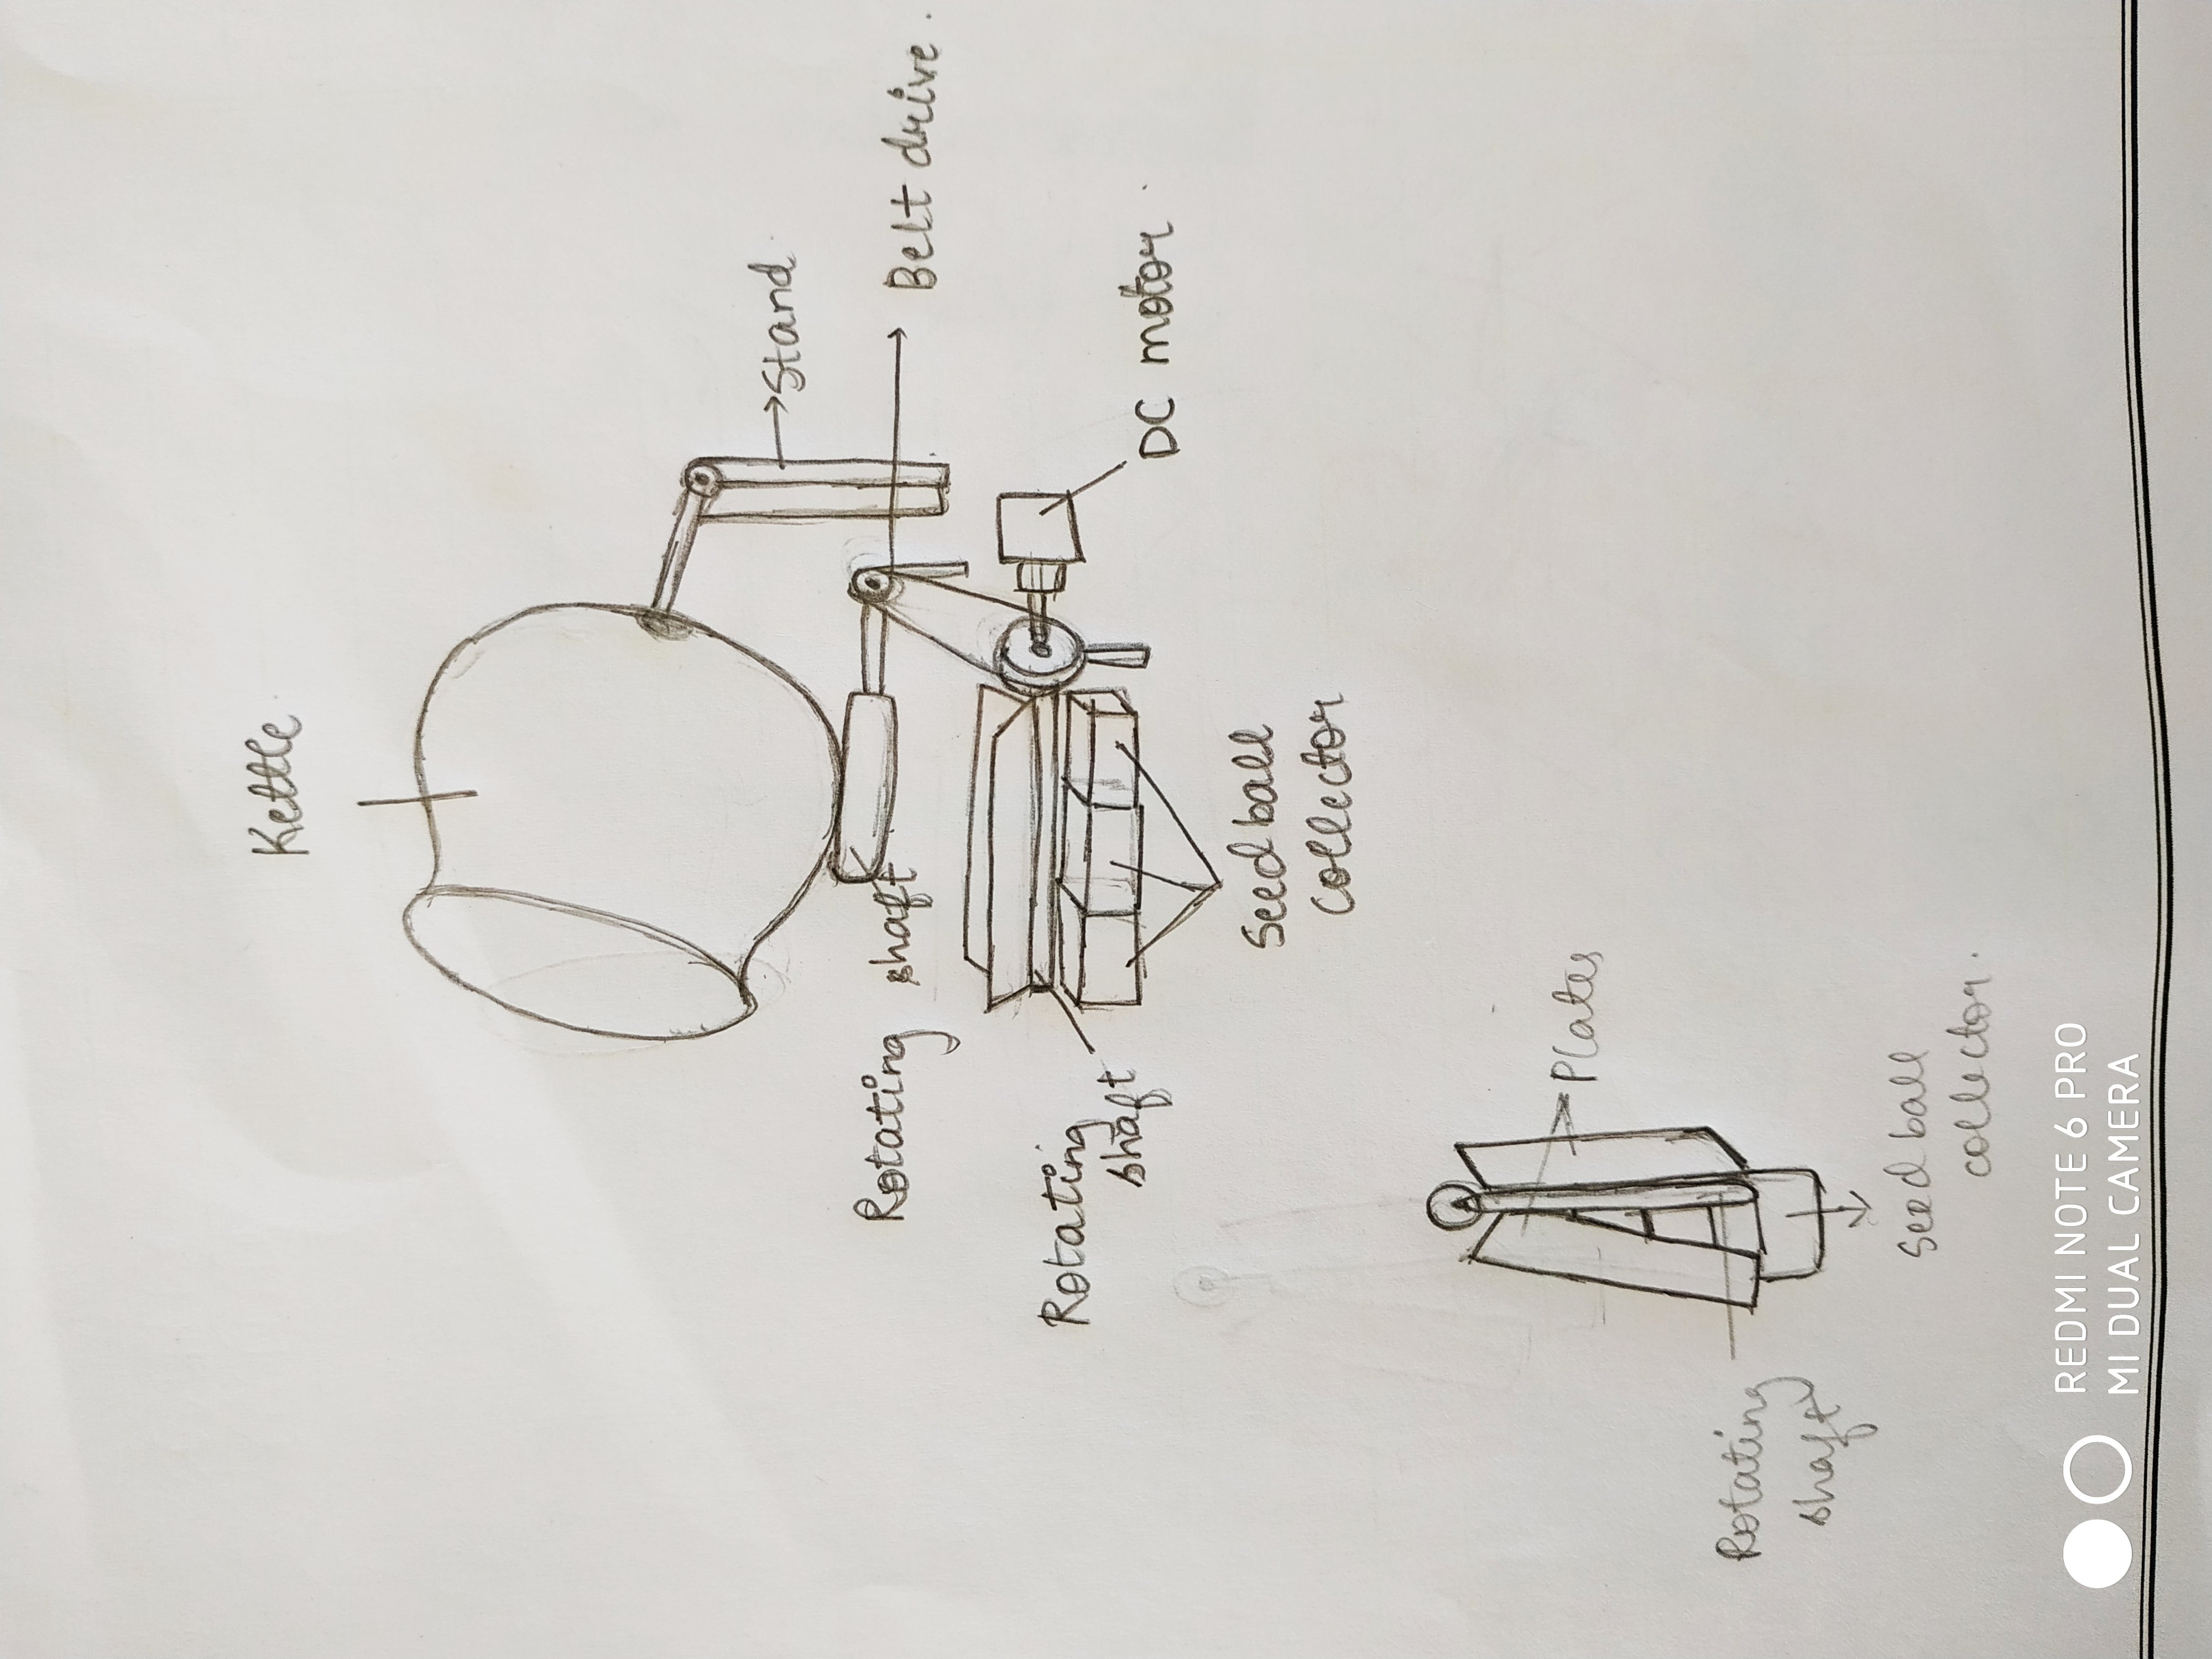 Kettle
Stand
Rotating shaft
Belt drive.
Rotating
shaft
DC motor
Seed ball
collector
Plates
Rotating
shaft
Seed ball
collector.
REDMI NOTE 6 PRO
MI DUAL CAMERA